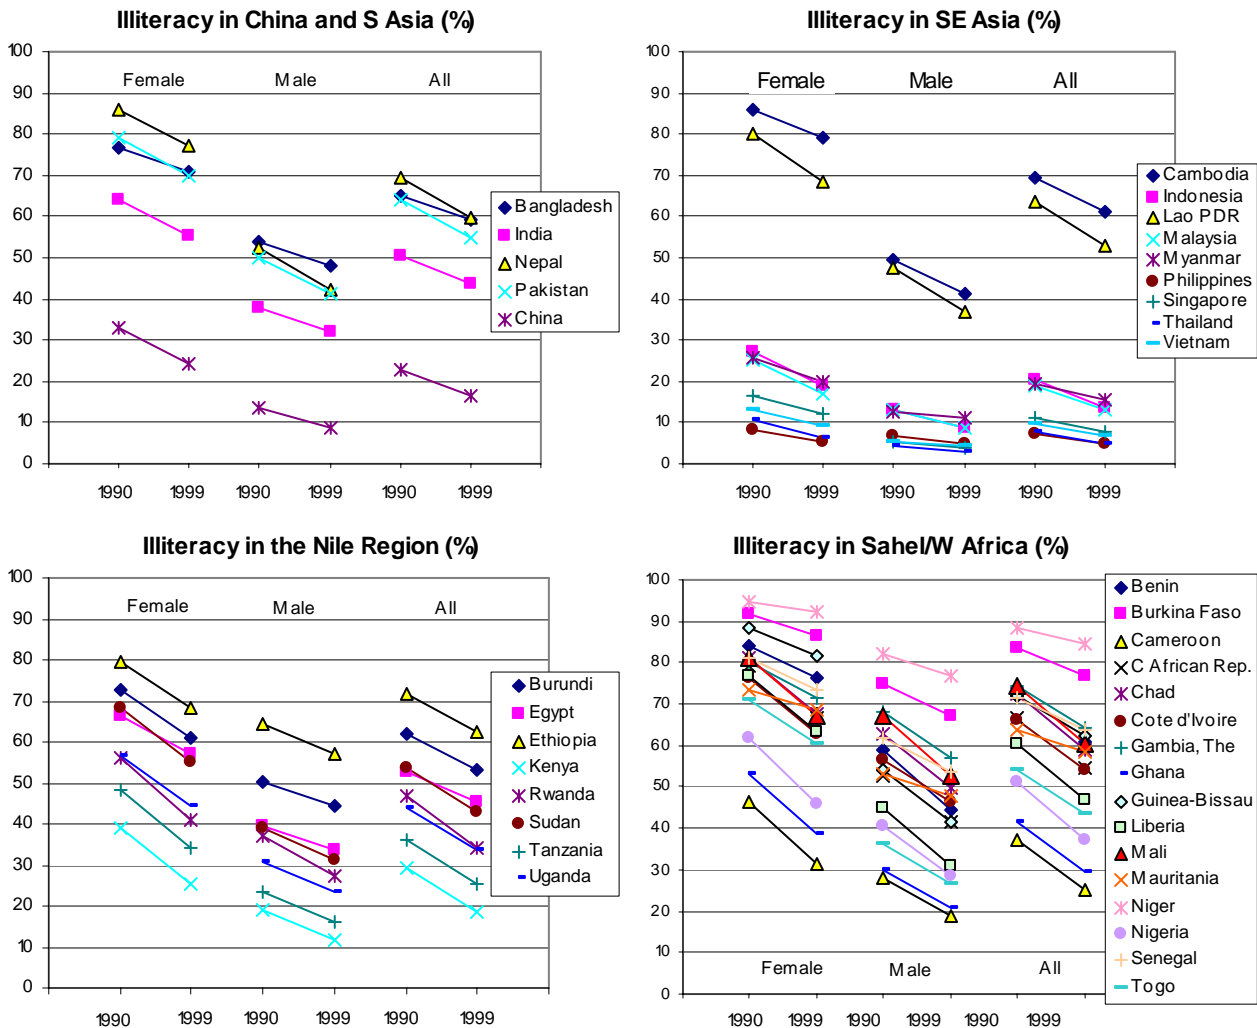 Illiteracy in China and S Asia (%)
100
90
80
70
60
50
40
30
20
10
0
Female Male All
1990 1999 1990 1999 1990 1999
Bangladesh
India
Nepal
Pakistan
China
Illiteracy in SE Asia (%)
100
90
80
70
60
50
40
30
20
10
0
Female Male All
1990 1999 1990 1999 1990 1999
Cambodia
Indonesia
Lao PDR
Malaysia
Myanmar
Philippines
Singapore
Thailand
Vietnam
Illiteracy in the Nile Region (%)
100
90
80
70
60
50
40
30
20
10
0
Female Male All
1990 1999 1990 1999 1990 1999
Burundi
Egypt
Ethiopia
Kenya
Rwanda
Sudan
Tanzania
Uganda
Illiteracy in Sahel/W Africa (%)
100
90
80
70
60
50
40
30
20
10
0
Female Male All
1990 1999 1990 1999 1990 1999
Benin
Burkina Faso
Cameroon
C African Rep.
Chad
Cote d'Ivoire
Gambia, The
Ghana
Guinea-Bissau
Liberia
Mali
Mauritania
Niger
Nigeria
Senegal
Togo